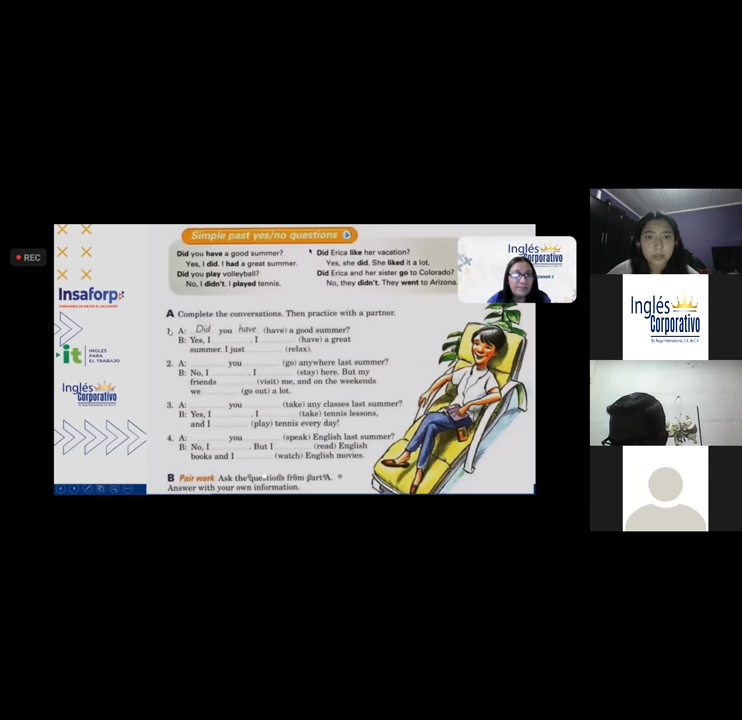 REC
Simple past yes/no questions
Did you have a good summer?
Yes, I did. I had a great summer.
Did you play volleyball?
No, I didn't. I played tennis.
Did Erica like her vacation?
Yes, she did. She liked it a lot.
Did Erica and her sister go to Colorado?
No, they didn't. They went to Arizona.
A Complete the conversations. Then practice with a partner.
1. A: Did you have (have) a good summer?
B: Yes, I . I (have) a great
summer. I just (relax).
2. A: you (go) anywhere last summer?
B: No, I . I (stay) here. But my
friends (visit) me, and on the weekends
we (go out) a lot.
3. A: you (take) any classes last summer?
B: Yes, I . I (take) tennis lessons,
and I (play) tennis every day!
4. A: you (speak) English last summer?
B: No, I . But I (read) English
books and I (watch) English movies.
B Pair work Ask the questions from part A.
Answer with your own information.
Insaforp
it INGLÉS
PARA
EL TRABAJO
Inglés
Corporativo
Inglés
Corporativo
Inglés
Corporativo